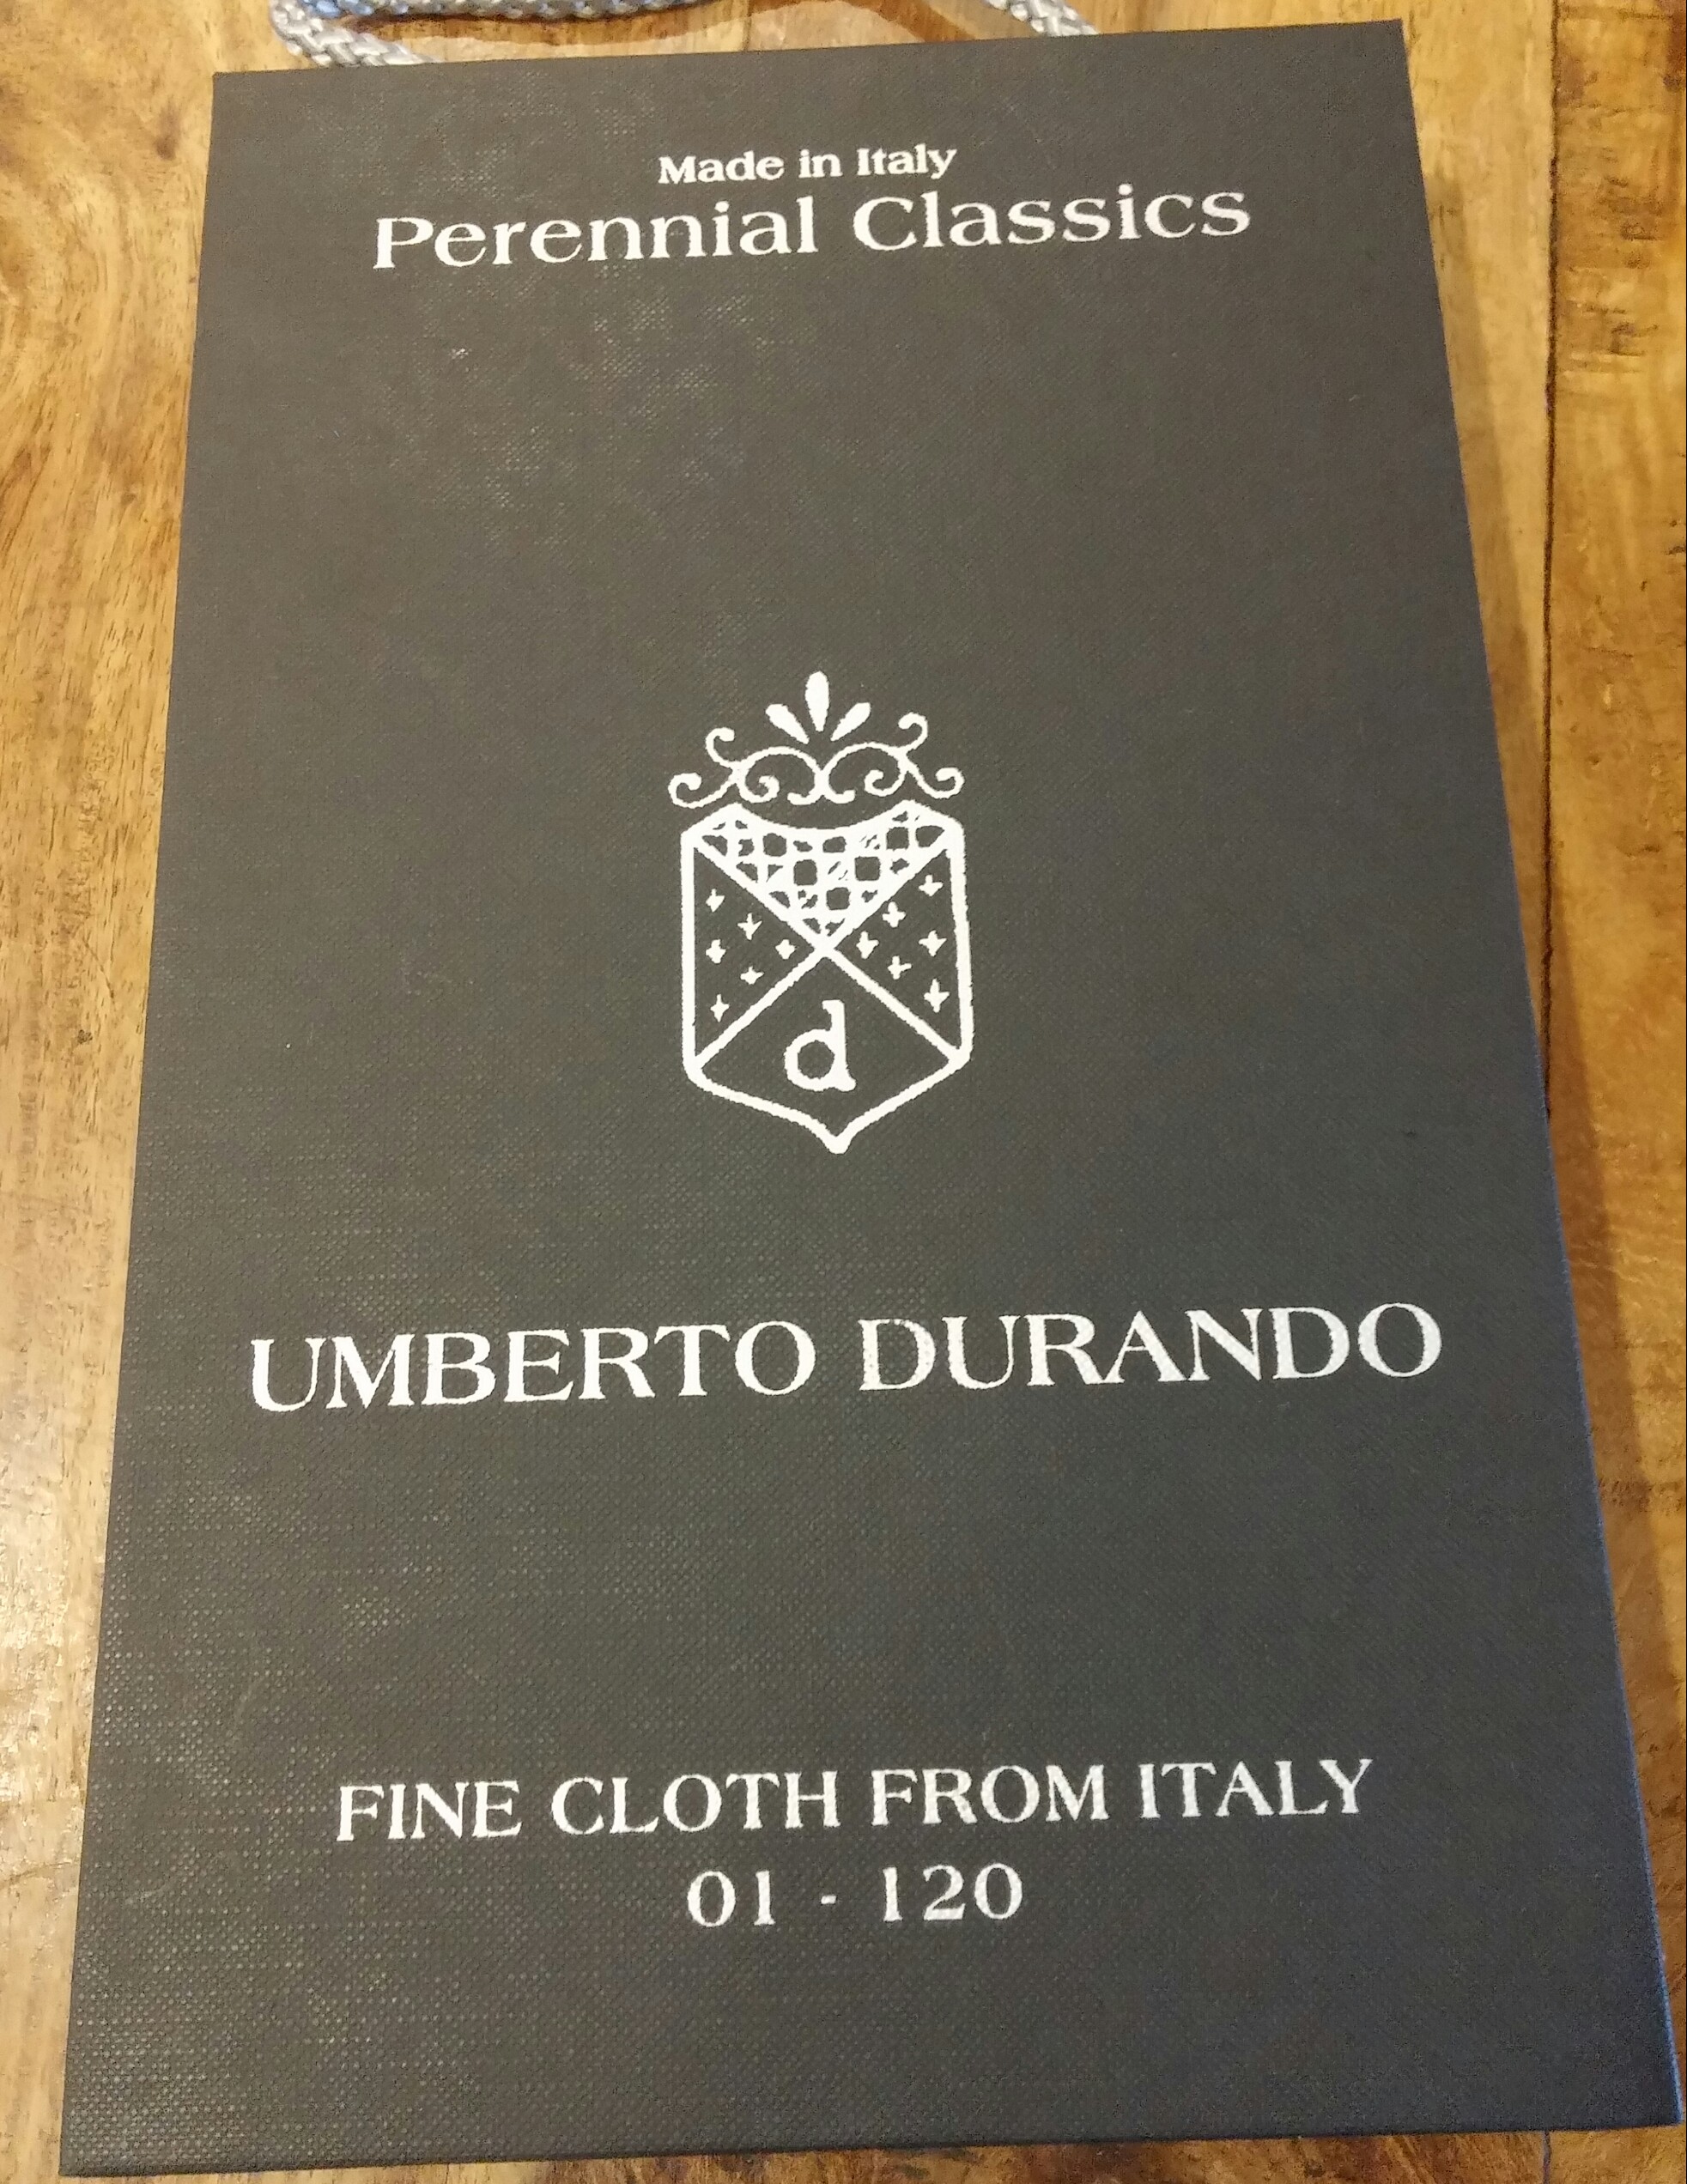 Made in Italy
Perennial Classics
d
UMBERTO DURANDO
FINE CLOTH FROM ITALY
01 - 120